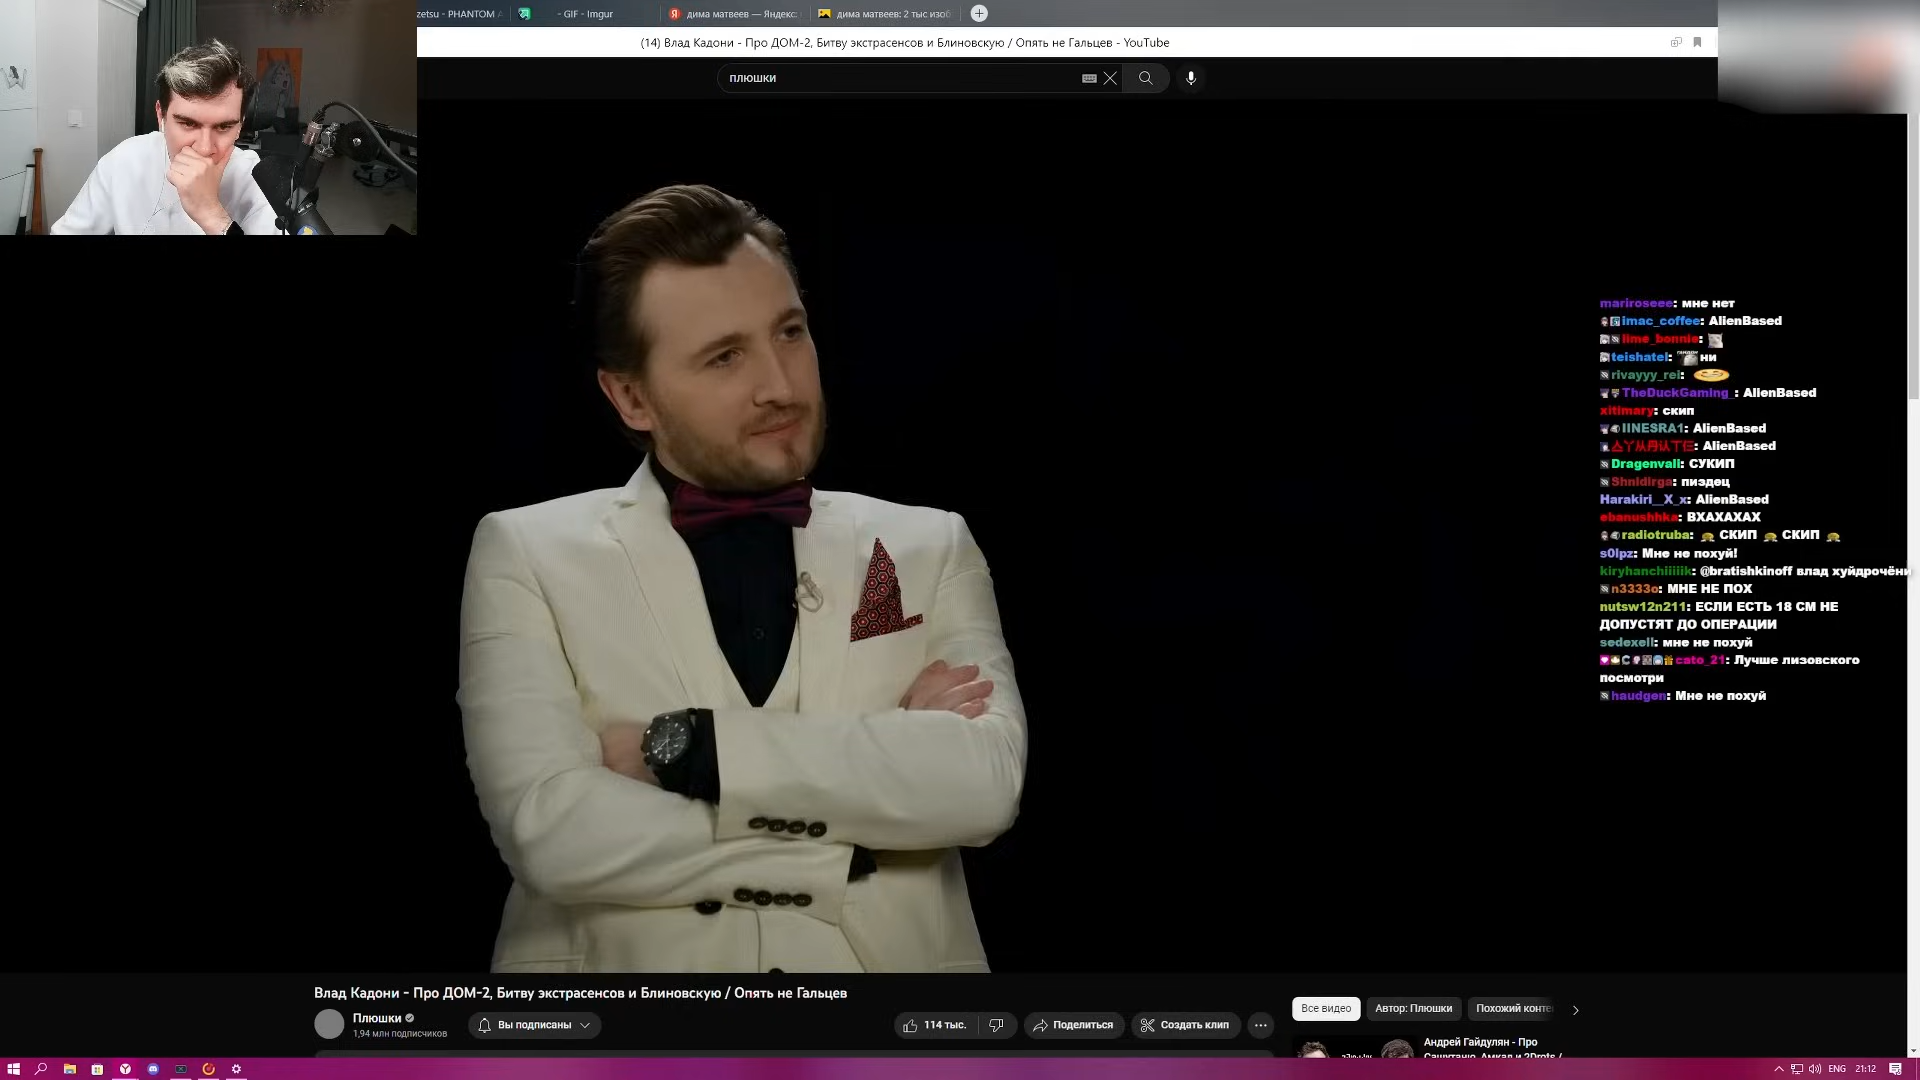 zetsu - PHANTOM
- GIF - Imgur
дима матвеев — Яндекс:
дима матвеев: 2 тыс изоб
(14) Влад Кадони - Про ДОМ-2, Битву экстрасенсов и Блиновскую / Опять не Гальцев - YouTube
плюшки
mariroseee: мне нет
imac_coffee: AlienBased
lime_bonnie:
teishatel: ни
rivayyy_rei:
TheDuckGaming_: AlienBased
xitimary: скип
IINESRA1: AlienBased
: AlienBased
Dragenvall: СУКИП
Shnidirga: пиздец
Harakiri__X_x: AlienBased
ebanushhka: ВХАХАХАХ
radiotruba: СКИП СКИП
s0lpz: Мне не похуй!
kiryhanchiiiiik: @bratishkinoff влад хуйдрочёни
n3333o: МНЕ НЕ ПОХ
nutsw12n211: ЕСЛИ ЕСТЬ 18 СМ НЕ
ДОПУСТЯТ ДО ОПЕРАЦИИ
sedexell: мне не похуй
cato_21: Лучше лизовского
посмотри
haudgen: Мне не похуй
Влад Кадони - Про ДОМ-2, Битву экстрасенсов и Блиновскую / Опять не Гальцев
Плюшки
1,94 млн подписчиков
Вы подписаны
114 тыс.
Поделиться
Создать клип
Все видео
Автор: Плюшки
Похожий конте
Андрей Гайдулян - Про
Сашутаню, Амкал и 2Drots /
ENG
21:12